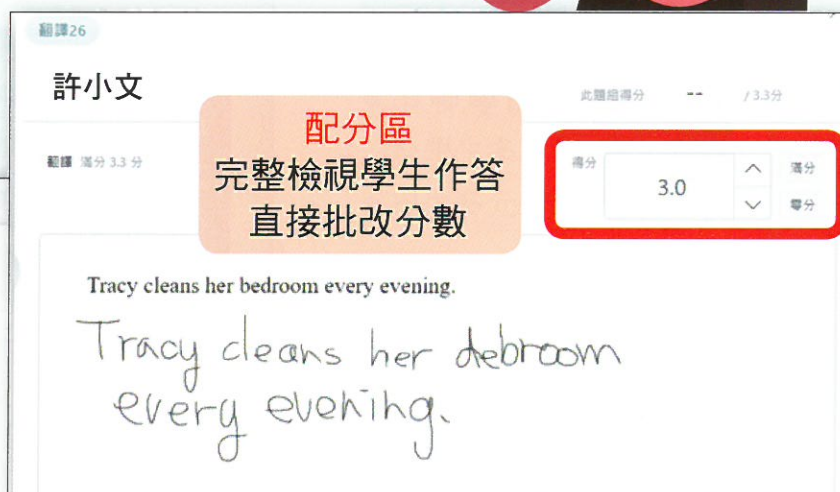 翻譯26
許小文
此題組得分 -- / 3.3分
配分區
完整檢視學生作答
直接批改分數
翻譯 滿分 3.3 分
得分 3.0 滿分
零分
Tracy cleans her bedroom every evening.
Tracy cleans her debroom
every evening.